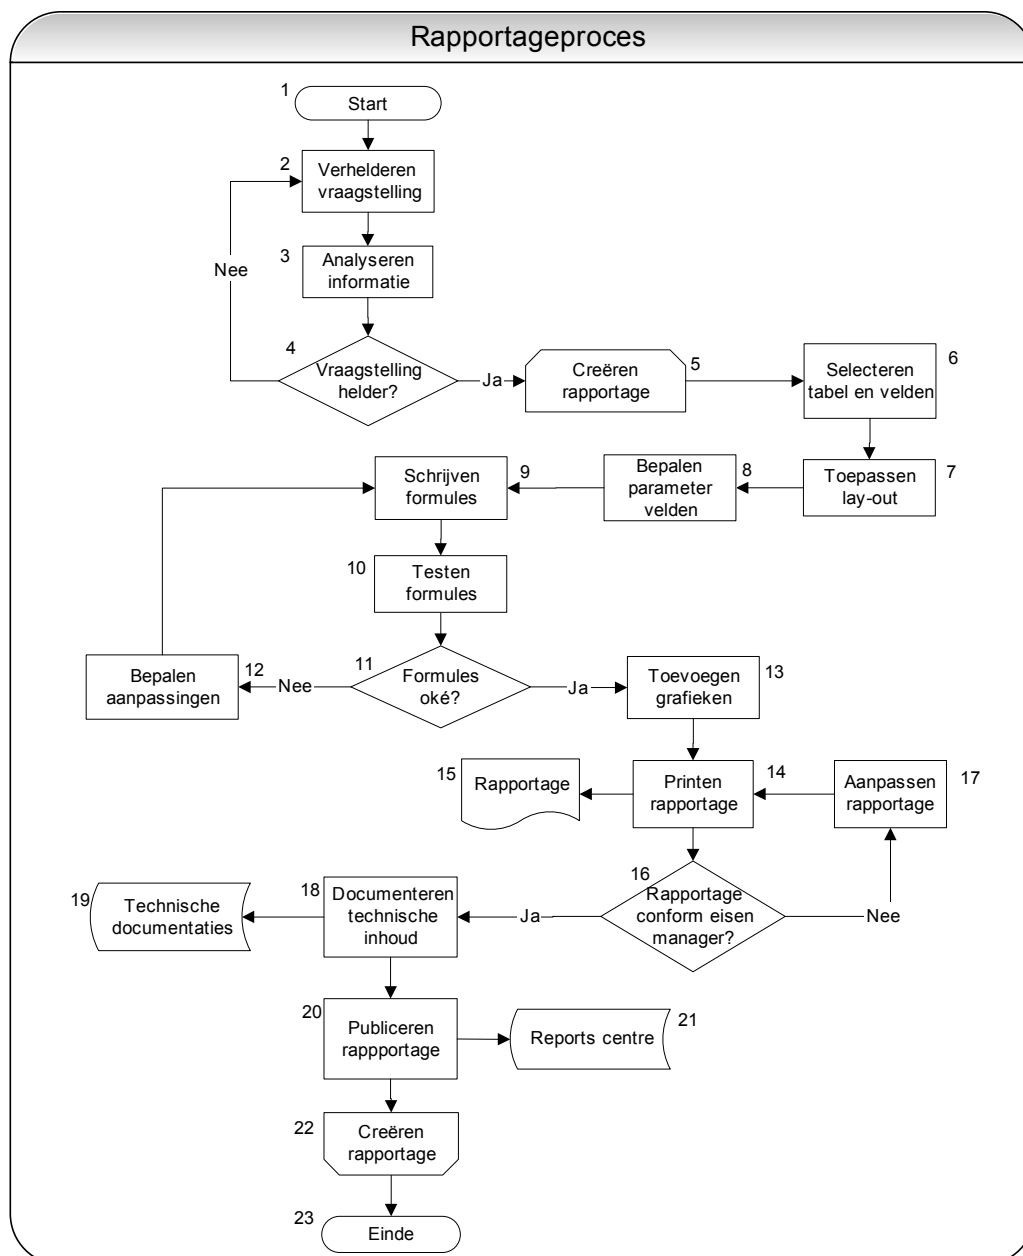 Rapportageproces
1
Start
2
Verhelderen
vraagstelling
Nee
3
Analyseren
informatie
4
Vraagstelling
helder?
Ja
Creëren
rapportage
5
Selecteren
tabel en velden
6
Schrijven
formules
9
Bepalen
parameter
velden
8
Toepassen
lay-out
7
10
Testen
formules
Bepalen
aanpassingen
12
Nee
11
Formules
oké?
Ja
Toevoegen
grafieken
13
15
Rapportage
Printen
rapportage
14
Aanpassen
rapportage
17
16
Rapportage
conform eisen
manager?
Nee
Ja
18
Documenteren
technische
inhoud
19
Technische
documentaties
20
Publiceren
rappportage
Reports centre
21
22
Creëren
rapportage
23
Einde